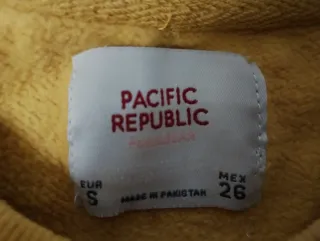 PACIFIC
REPUBLIC
EUR MEX
S 26
MADE IN PAKISTAN